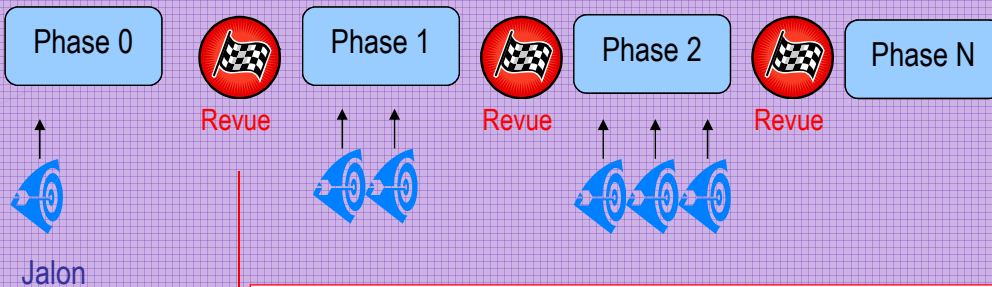 Phase 0
Phase 1
Phase 2
Phase N
Revue
Revue
Revue
Jalon